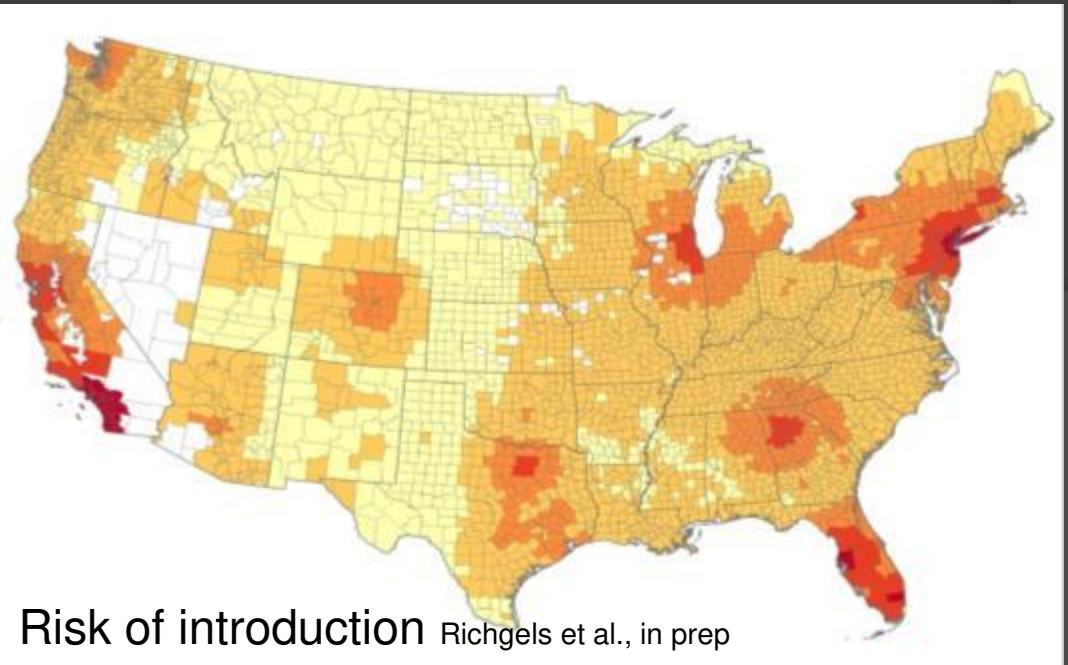 Risk of introduction Richgels et al., in prep